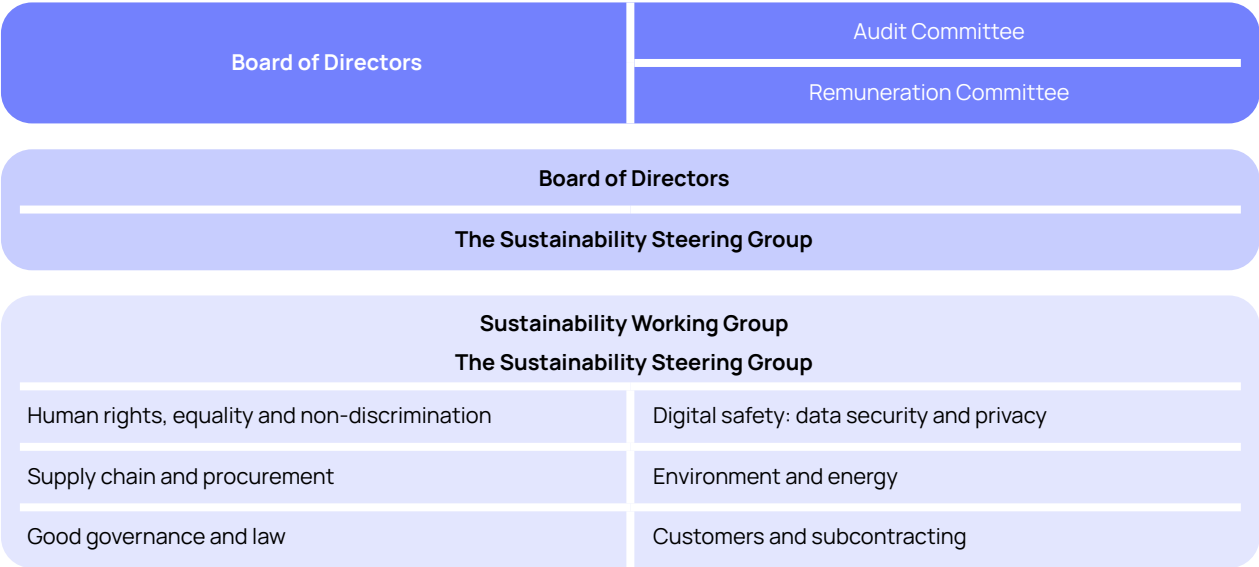 Board of Directors
Audit Committee
Remuneration Committee
Board of Directors
The Sustainability Steering Group
Sustainability Working Group
The Sustainability Steering Group
Human rights, equality and non-discrimination
Digital safety: data security and privacy
Supply chain and procurement
Environment and energy
Good governance and law
Customers and subcontracting